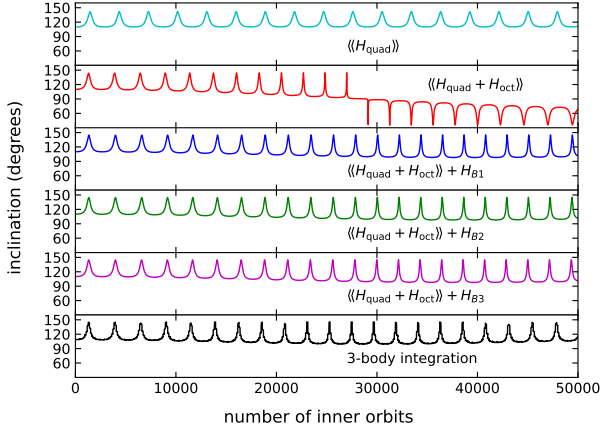 150
120
90
60
⟨⟨H_quad⟩⟩
150
120
90
60
⟨⟨H_quad + H_oct⟩⟩
150
120
90
60
⟨⟨H_quad + H_oct⟩⟩ + H_B1
150
120
90
60
⟨⟨H_quad + H_oct⟩⟩ + H_B2
150
120
90
60
⟨⟨H_quad + H_oct⟩⟩ + H_B3
150
120
90
60
3-body integration
0 10000 20000 30000 40000 50000
number of inner orbits
inclination (degrees)